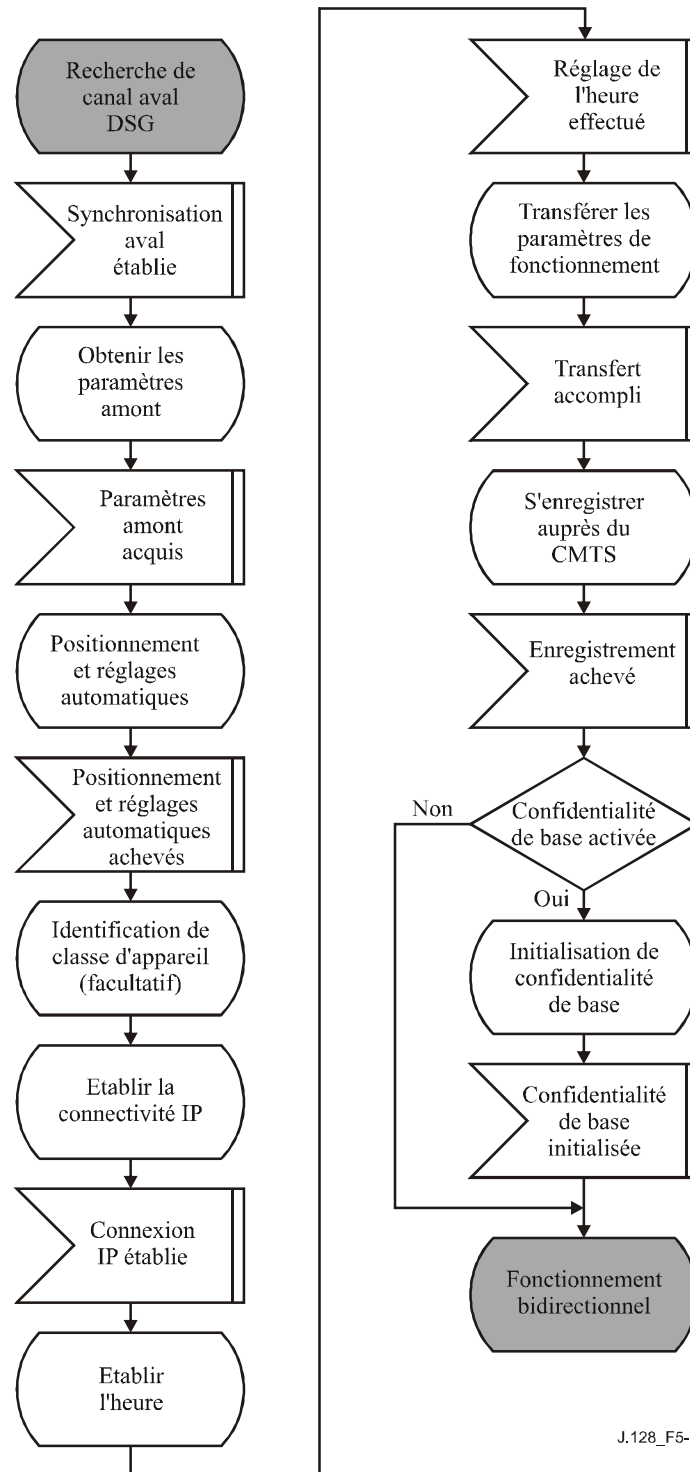 Recherche de
canal aval
DSG
Synchronisation
aval
établie
Obtenir les
paramètres
amont
Paramètres
amont
acquis
Positionnement
et réglages
automatiques
Positionnement
et réglages
automatiques
achevés
Identification de
classe d'appareil
(facultatif)
Etablir la
connectivité IP
Connexion
IP établie
Etablir
l'heure
Réglage de
l'heure
effectué
Transférer les
paramètres de
fonctionnement
Transfert
accompli
S'enregistrer
auprès du
CMTS
Enregistrement
achevé
Confidentialité
de base activée
Non
Oui
Initialisation de
confidentialité
de base
Confidentialité
de base
initialisée
Fonctionnement
bidirectionnel
J.128_F5-